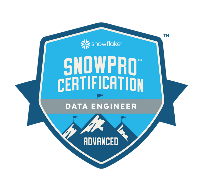 snowflake®
SNOWPRO™
CERTIFICATION
DATA ENGINEER
ADVANCED
TM